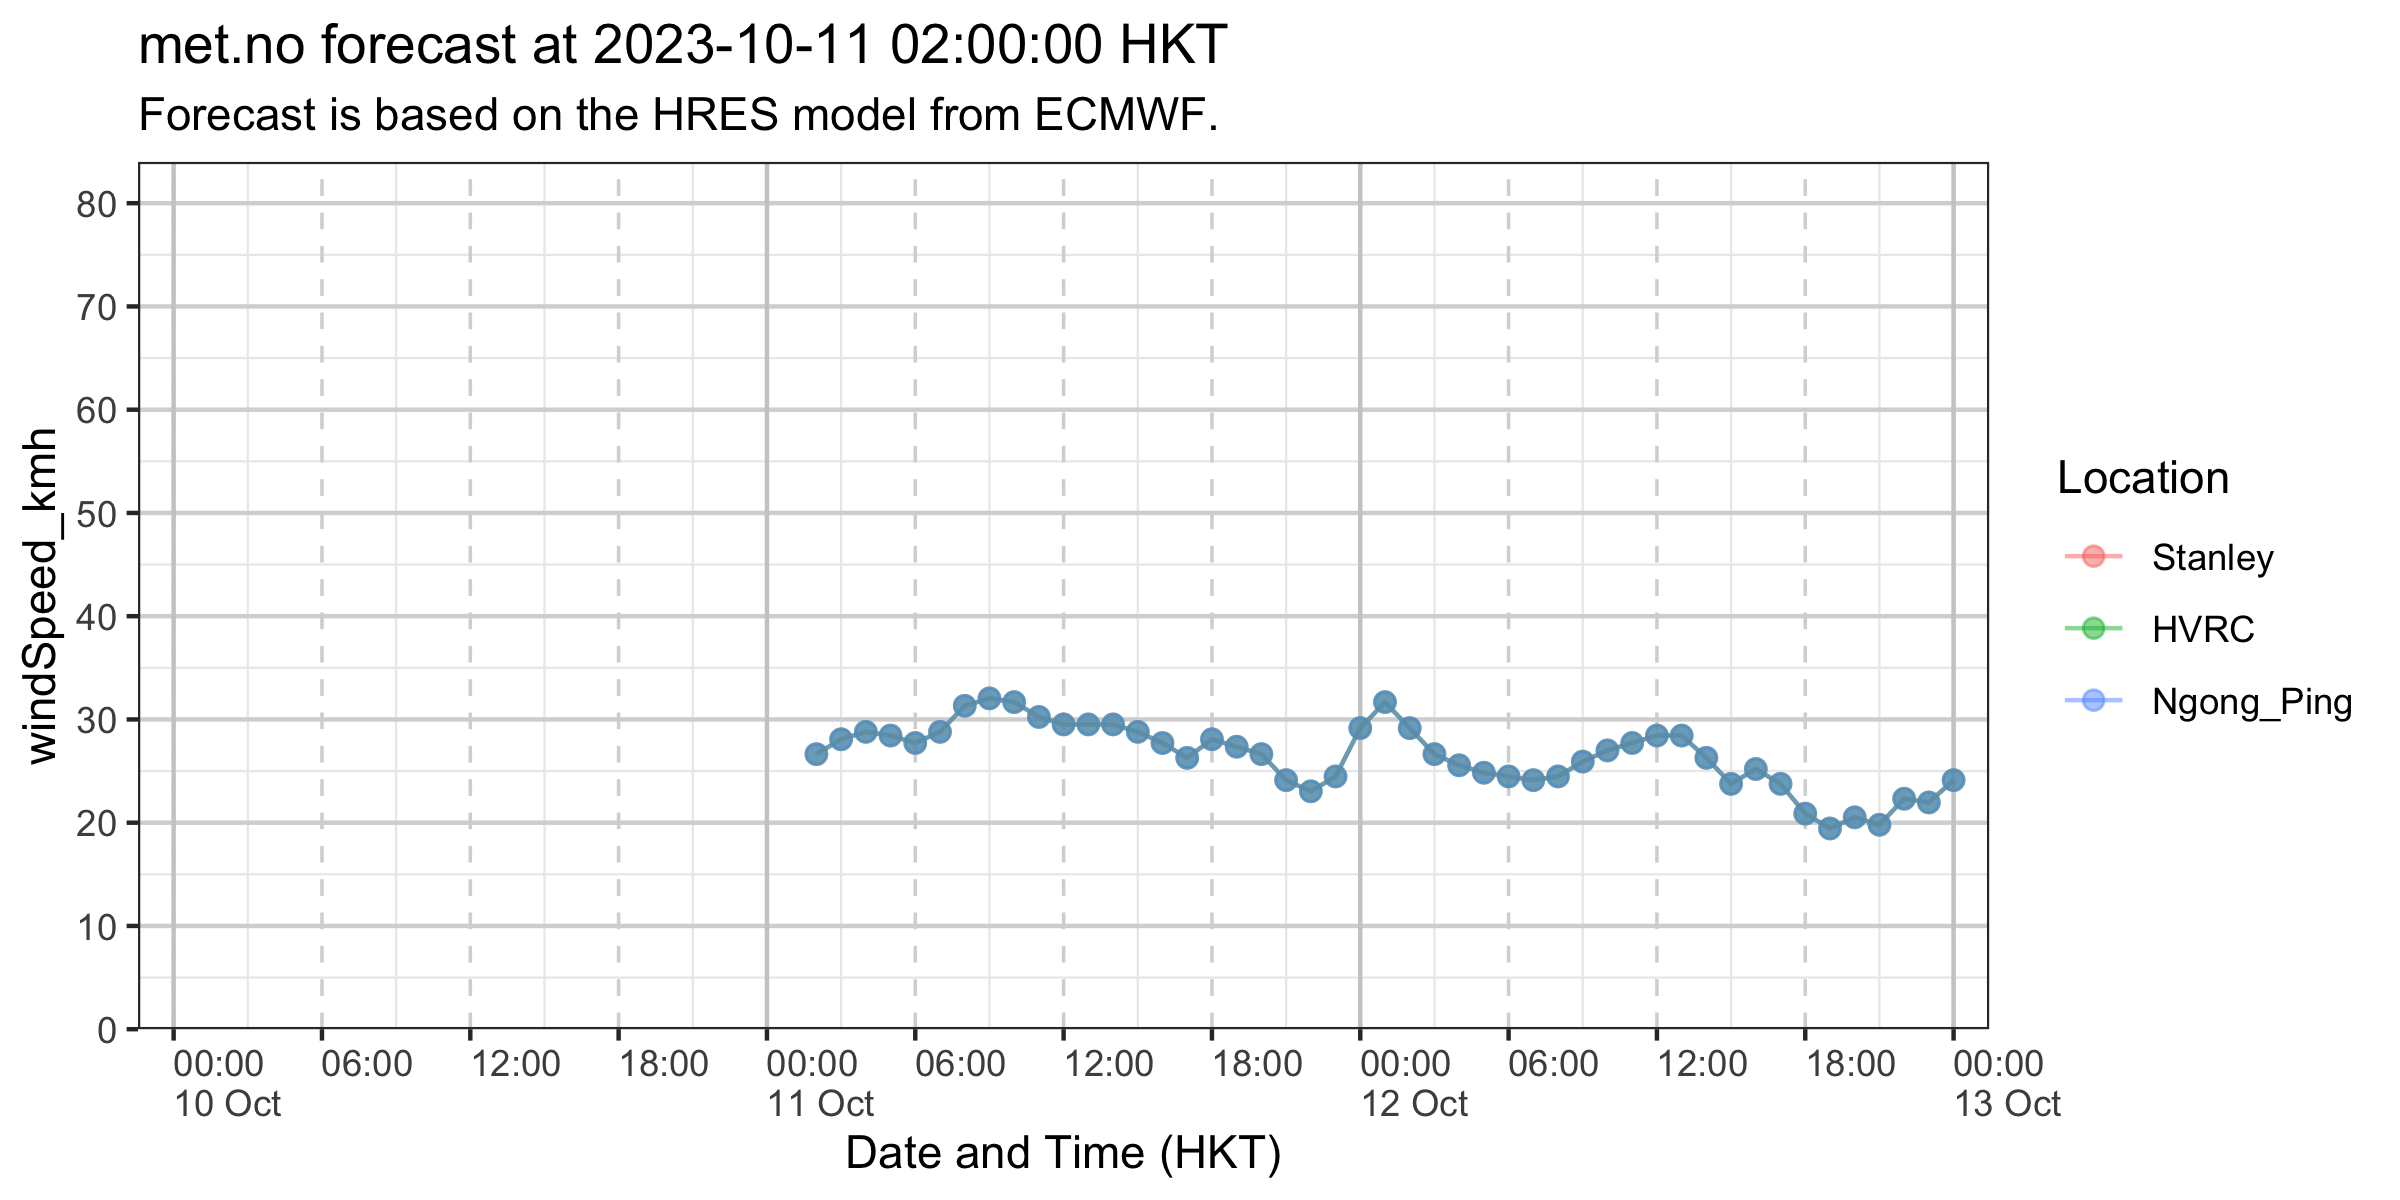 met.no forecast at 2023-10-11 02:00:00 HKT
Forecast is based on the HRES model from ECMWF.
windSpeed_kmh
80
70
60
50
40
30
20
10
0
00:00 06:00 12:00 18:00 00:00 06:00 12:00 18:00 00:00 06:00 12:00 18:00 00:00
10 Oct 11 Oct 12 Oct 13 Oct
Date and Time (HKT)
Location
Stanley
HVRC
Ngong_Ping